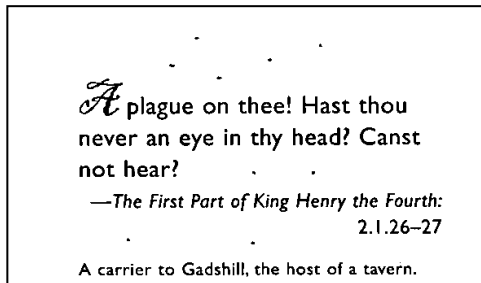 A plague on thee! Hast thou
never an eye in thy head? Canst
not hear?
—The First Part of King Henry the Fourth:
2.1.26–27
A carrier to Gadshill, the host of a tavern.